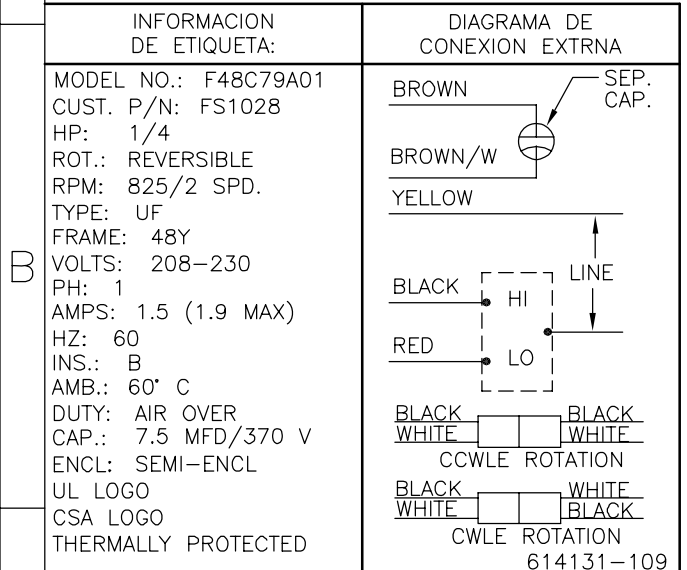 INFORMACION
DE ETIQUETA:
MODEL NO.: F48C79A01
CUST. P/N: FS1028
HP: 1/4
ROT.: REVERSIBLE
RPM: 825/2 SPD.
TYPE: UF
FRAME: 48Y
VOLTS: 208-230
PH: 1
AMPS: 1.5 (1.9 MAX)
HZ: 60
INS.: B
AMB.: 60° C
DUTY: AIR OVER
CAP.: 7.5 MFD/370 V
ENCL: SEMI-ENCL
UL LOGO
CSA LOGO
THERMALLY PROTECTED
DIAGRAMA DE
CONEXION EXTRNA
BROWN
SEP.
CAP.
BROWN/W
YELLOW
LINE
BLACK
HI
RED
LO
BLACK BLACK
WHITE WHITE
CCWLE ROTATION
BLACK WHITE
WHITE BLACK
CWLE ROTATION
614131-109
B